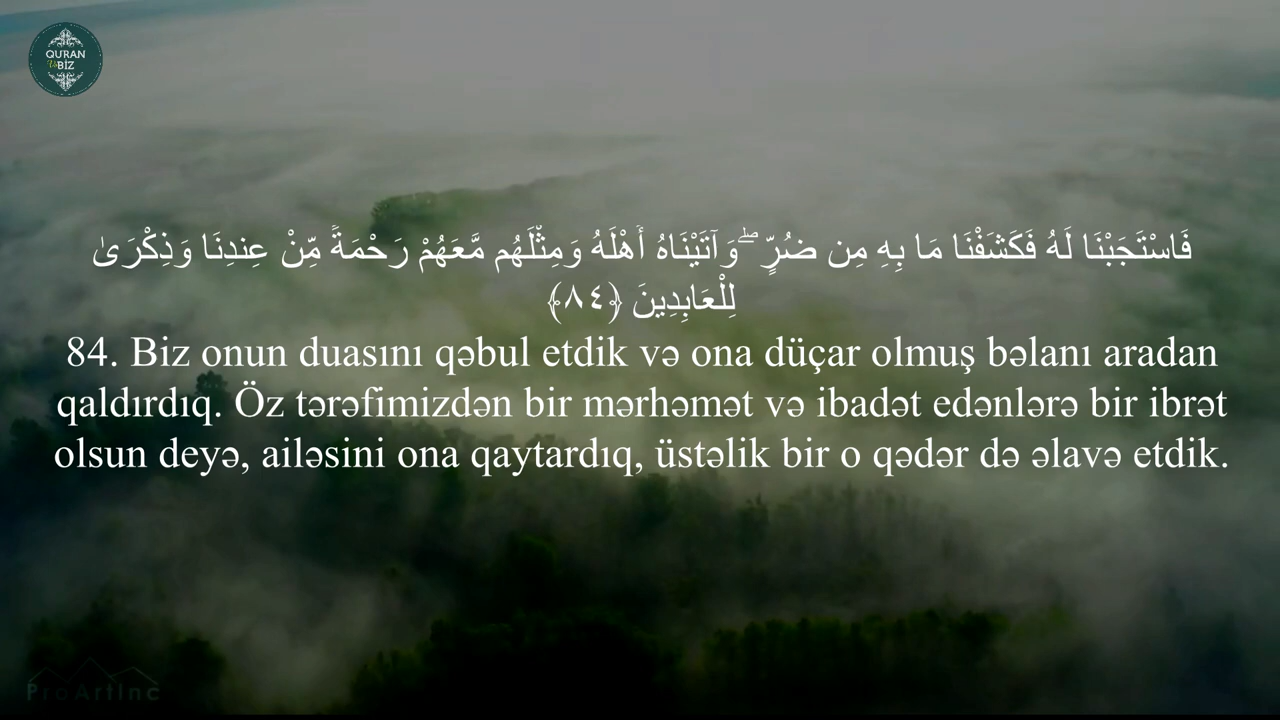 QURAN
Və BİZ
فَاسْتَجَبْنَا لَهُ فَكَشَفْنَا مَا بِهِ مِن ضُرٍّ ۖ وَآتَيْنَاهُ أَهْلَهُ وَمِثْلَهُم مَّعَهُمْ رَحْمَةً مِّنْ عِندِنَا وَذِكْرَىٰ
لِلْعَابِدِينَ ﴿٨٤﴾
84. Biz onun duasını qəbul etdik və ona düçar olmuş bəlanı aradan
qaldırdıq. Öz tərəfimizdən bir mərhəmət və ibadət edənlərə bir ibrət
olsun deyə, ailəsini ona qaytardıq, üstəlik bir o qədər də əlavə etdik.
ProArtInc